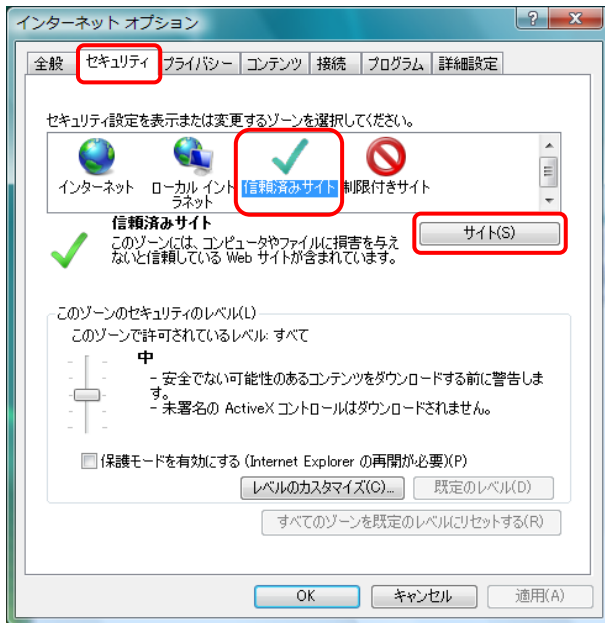 インターネット オプション
?
X
全般 セキュリティ プライバシー コンテンツ 接続 プログラム 詳細設定
セキュリティ設定を表示または変更するゾーンを選択してください。
インターネット ローカル イント 信頼済みサイト 制限付きサイト
ラネット
信頼済みサイト
サイト(S)
このゾーンには、コンピュータやファイルに損害を与え
ないと信頼している Web サイトが含まれています。
このゾーンのセキュリティのレベル(L)
このゾーンで許可されているレベル: すべて
中
- 安全でない可能性のあるコンテンツをダウンロードする前に警告しま
す。
- 未署名の ActiveX コントロールはダウンロードされません。
保護モードを有効にする (Internet Explorer の再開が必要)(P)
レベルのカスタマイズ(C)... 既定のレベル(D)
すべてのゾーンを既定のレベルにリセットする(R)
OK キャンセル 適用(A)